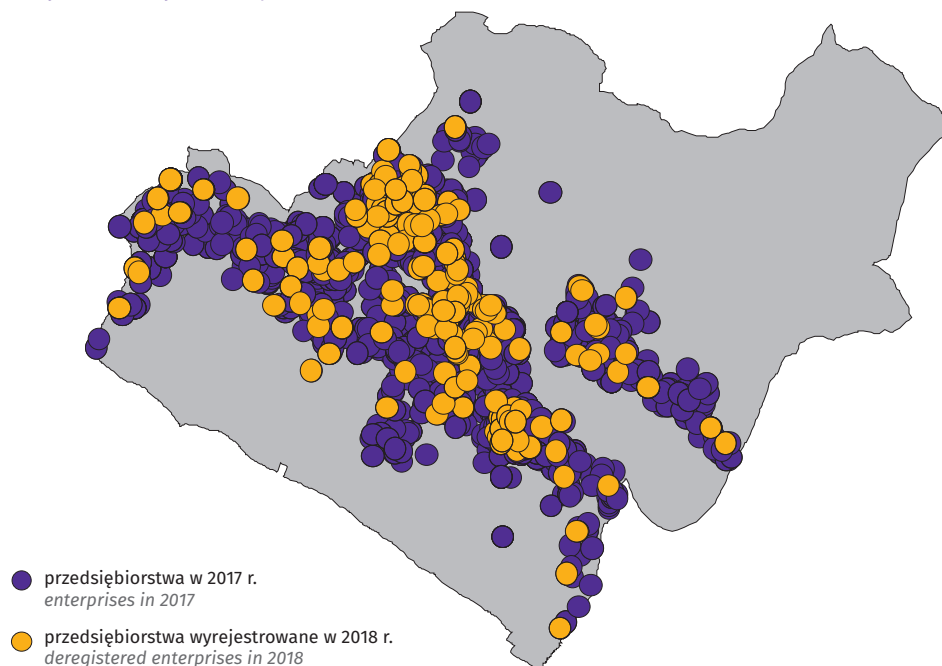 przedsiębiorstwa w 2017 r.
enterprises in 2017
przedsiębiorstwa wyrejestrowane w 2018 r.
deregistered enterprises in 2018